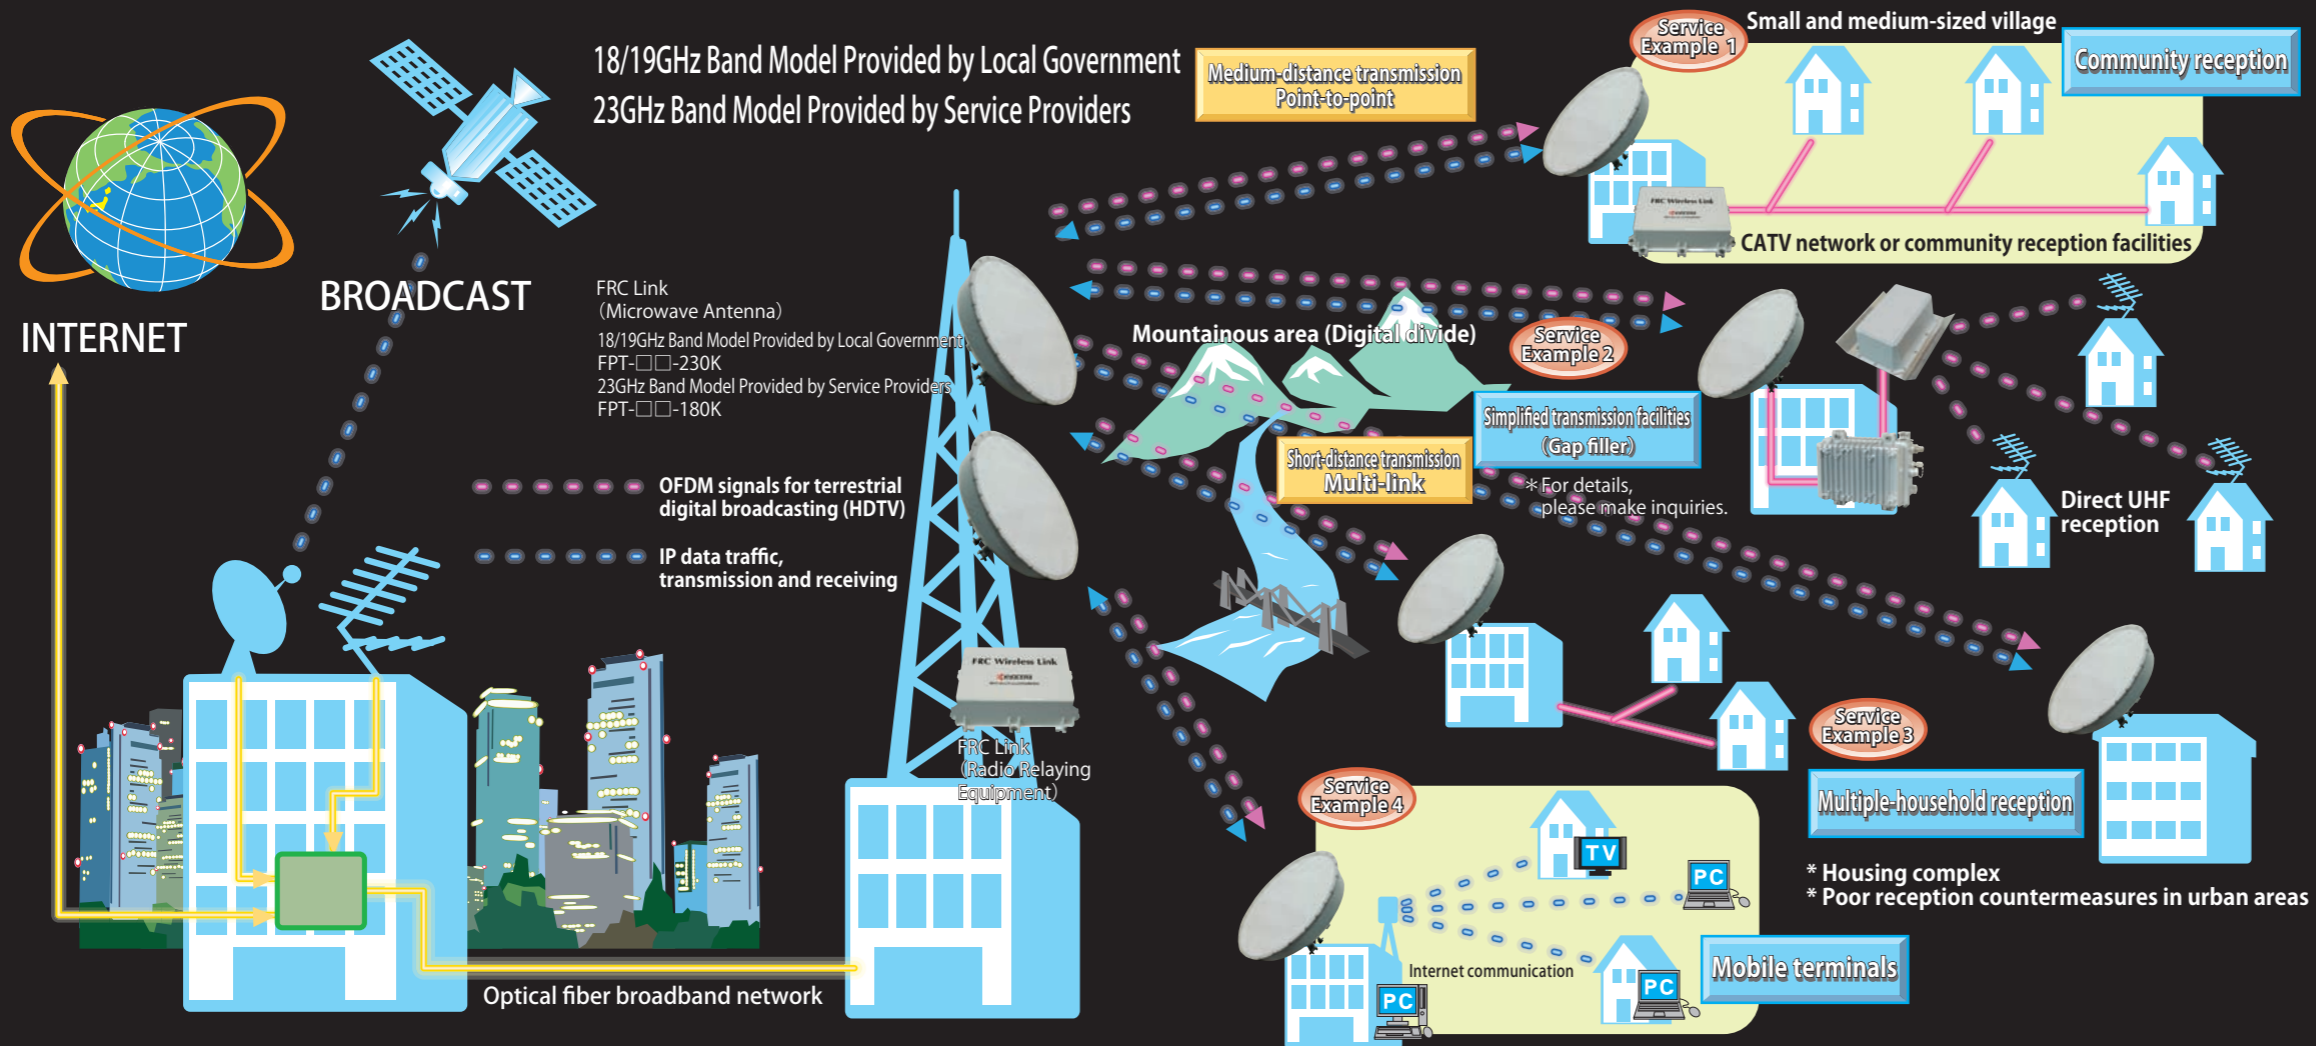 18/19GHz Band Model Provided by Local Government
23GHz Band Model Provided by Service Providers
Medium-distance transmission
Point-to-point
Service
Example 1
Small and medium-sized village
Community reception
FRC Wireless Link
KYOCERA
CATV network or community reception facilities
INTERNET
BROADCAST
FRC Link
（Microwave Antenna）
18/19GHz Band Model Provided by Local Government
FPT-□□-230K
23GHz Band Model Provided by Service Providers
FPT-□□-180K
Mountainous area (Digital divide)
Service
Example 2
Simplified transmission facilities
（Gap filler）
＊For details,
please make inquiries.
Short-distance transmission
Multi-link
Direct UHF
reception
OFDM signals for terrestrial
digital broadcasting (HDTV)
IP data traffic,
transmission and receiving
FRC Wireless Link
KYOCERA
FRC Link
（Radio Relaying
Equipment）
Service
Example 3
Multiple-household reception
* Housing complex
* Poor reception countermeasures in urban areas
Service
Example 4
TV
PC
Internet communication
PC
PC
Mobile terminals
Optical fiber broadband network